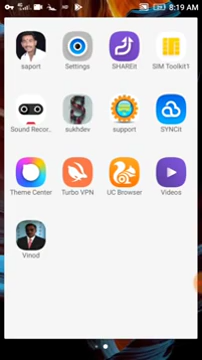 8:19 AM
saport
Settings
SHAREit
SIM Toolkit1
Sound Recor..
sukhdev
support
SYNCit
Theme Center
Turbo VPN
UC Browser
Videos
Vinod